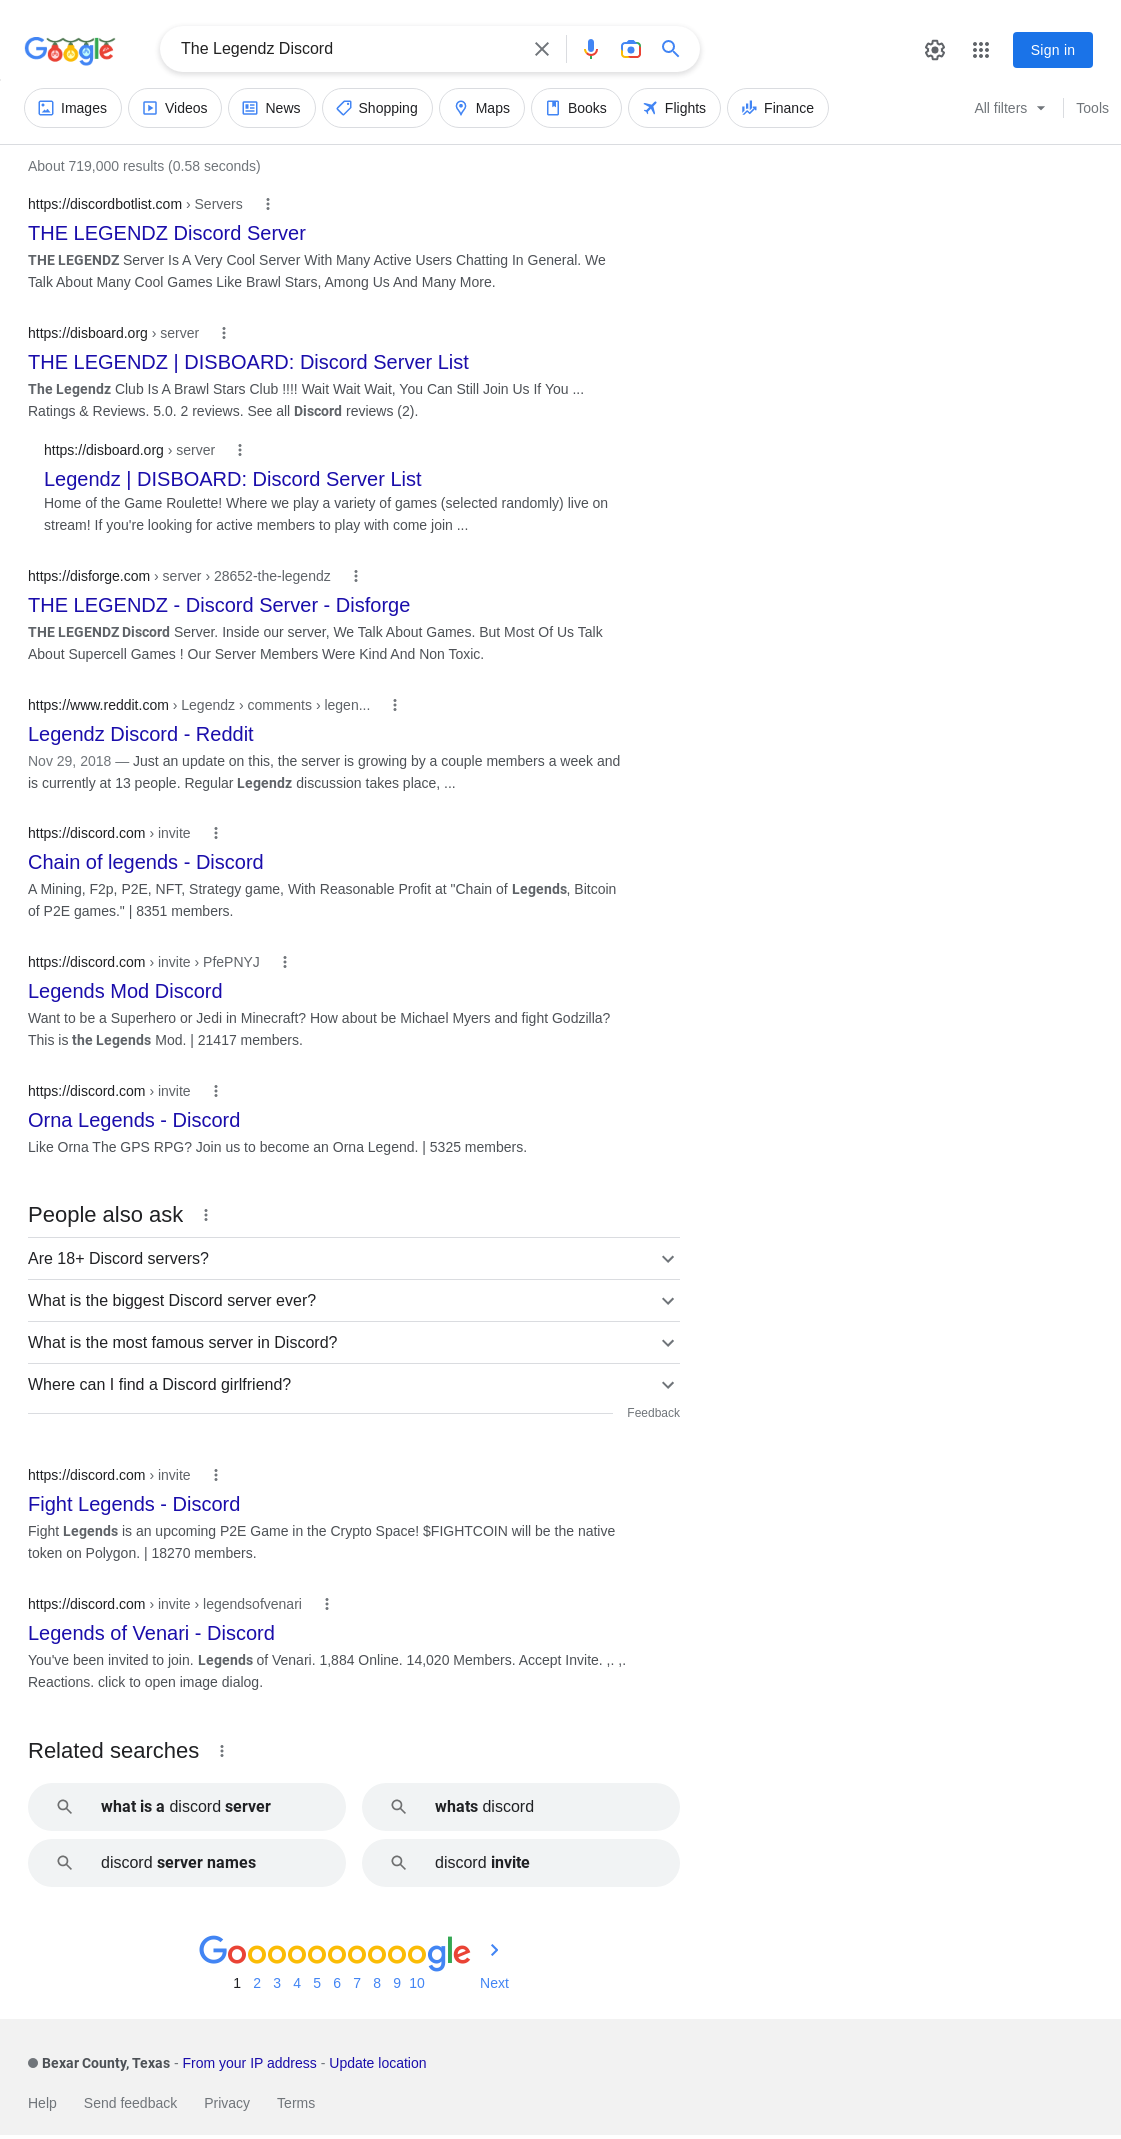 Google
The Legendz Discord
Sign in
Images
Videos
News
Shopping
Maps
Books
Flights
Finance
All filters
Tools
About 719,000 results (0.58 seconds)
https://discordbotlist.com › Servers
THE LEGENDZ Discord Server
THE LEGENDZ Server Is A Very Cool Server With Many Active Users Chatting In General. We
Talk About Many Cool Games Like Brawl Stars, Among Us And Many More.
https://disboard.org › server
THE LEGENDZ | DISBOARD: Discord Server List
The Legendz Club Is A Brawl Stars Club !!!! Wait Wait Wait, You Can Still Join Us If You ...
Ratings & Reviews. 5.0. 2 reviews. See all Discord reviews (2).
https://disboard.org › server
Legendz | DISBOARD: Discord Server List
Home of the Game Roulette! Where we play a variety of games (selected randomly) live on
stream! If you're looking for active members to play with come join ...
https://disforge.com › server › 28652-the-legendz
THE LEGENDZ - Discord Server - Disforge
THE LEGENDZ Discord Server. Inside our server, We Talk About Games. But Most Of Us Talk
About Supercell Games ! Our Server Members Were Kind And Non Toxic.
https://www.reddit.com › Legendz › comments › legen...
Legendz Discord - Reddit
Nov 29, 2018 — Just an update on this, the server is growing by a couple members a week and
is currently at 13 people. Regular Legendz discussion takes place, ...
https://discord.com › invite
Chain of legends - Discord
A Mining, F2p, P2E, NFT, Strategy game, With Reasonable Profit at "Chain of Legends, Bitcoin
of P2E games." | 8351 members.
https://discord.com › invite › PfePNYJ
Legends Mod Discord
Want to be a Superhero or Jedi in Minecraft? How about be Michael Myers and fight Godzilla?
This is the Legends Mod. | 21417 members.
https://discord.com › invite
Orna Legends - Discord
Like Orna The GPS RPG? Join us to become an Orna Legend. | 5325 members.
People also ask
Are 18+ Discord servers?
What is the biggest Discord server ever?
What is the most famous server in Discord?
Where can I find a Discord girlfriend?
Feedback
https://discord.com › invite
Fight Legends - Discord
Fight Legends is an upcoming P2E Game in the Crypto Space! $FIGHTCOIN will be the native
token on Polygon. | 18270 members.
https://discord.com › invite › legendsofvenari
Legends of Venari - Discord
You've been invited to join. Legends of Venari. 1,884 Online. 14,020 Members. Accept Invite. ,. ,.
Reactions. click to open image dialog.
Related searches
what is a discord server
whats discord
discord server names
discord invite
Goooooooooogle
1 2 3 4 5 6 7 8 9 10 Next
Bexar County, Texas - From your IP address - Update location
Help Send feedback Privacy Terms